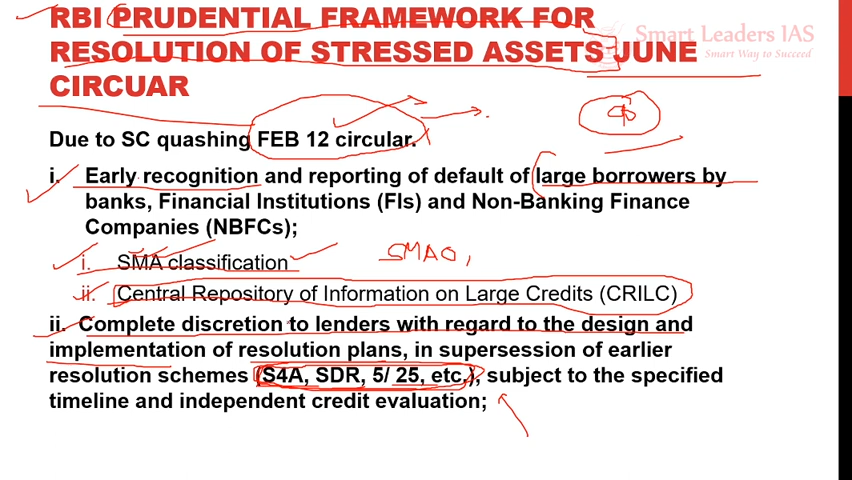 RBI PRUDENTIAL FRAMEWORK FOR
RESOLUTION OF STRESSED ASSETS JUNE
CIRCUAR
Smart Leaders IAS
Smart Way to Succeed
Due to SC quashing FEB 12 circular.
i. Early recognition and reporting of default of large borrowers by
banks, Financial Institutions (FIs) and Non-Banking Finance
Companies (NBFCs);
i. SMA classification
SMA0,
ii. Central Repository of Information on Large Credits (CRILC)
ii. Complete discretion to lenders with regard to the design and
implementation of resolution plans, in supersession of earlier
resolution schemes (S4A, SDR, 5/ 25, etc.), subject to the specified
timeline and independent credit evaluation;